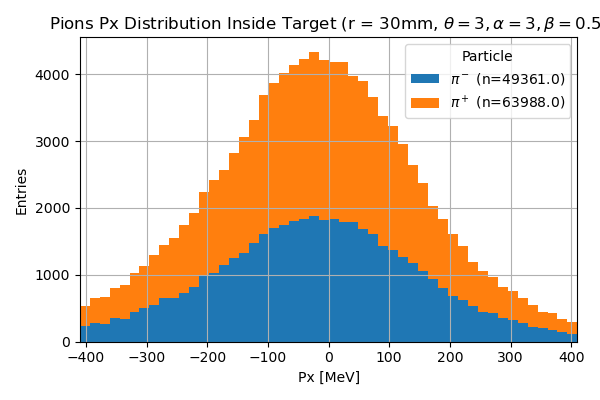 Pions Px Distribution Inside Target (r = 30mm, θ = 3, α = 3, β = 0.5
Particle
π⁻ (n=49361.0)
π⁺ (n=63988.0)
Entries
4000
3000
2000
1000
0
−400 −300 −200 −100 0 100 200 300 400
Px [MeV]